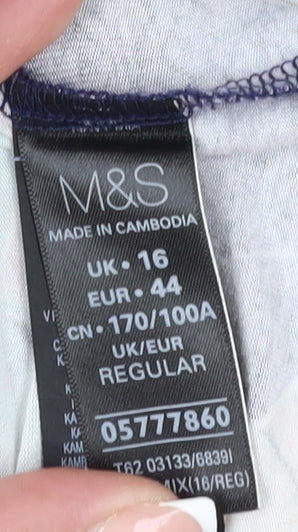 M&S
MADE IN CAMBODIA
UK • 16
EUR • 44
CN • 170/100A
UK/EUR
REGULAR
05777860
T62 03133/6839I
MIX(16/REG)